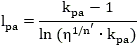 l_pa = (k_pa − 1) / (ln (η^(1/n′) · k_pa))